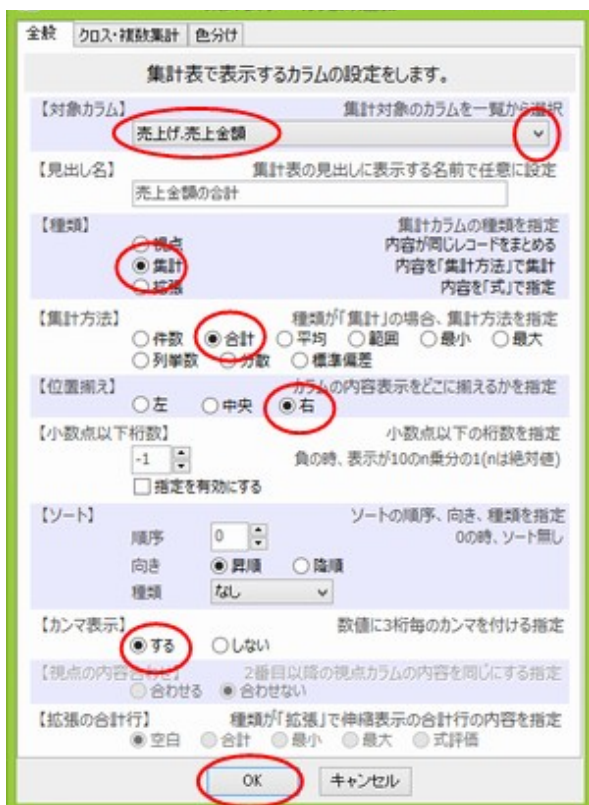 全般 クロス・複数集計 色分け
集計表で表示するカラムの設定をします。
【対象カラム】 集計対象のカラムを一覧から選択
売上げ.売上金額
【見出し名】 集計表の見出しに表示する名前で任意に設定
売上金額の合計
【種類】 集計カラムの種類を指定
視点 内容が同じレコードをまとめる
集計 内容を「集計方法」で集計
拡張 内容を「式」で指定
【集計方法】 種類が「集計」の場合、集計方法を指定
件数 合計 平均 範囲 最小 最大
列挙数 分散 標準偏差
【位置揃え】 カラムの内容表示をどこに揃えるかを指定
左 中央 右
【小数点以下桁数】 小数点以下の桁数を指定
-1 負の時、表示が10のn乗分の1(nは絶対値)
指定を有効にする
【ソート】 ソートの順序、向き、種類を指定
順序 0 0の時、ソート無し
向き 昇順 降順
種類 なし
【カンマ表示】 数値に3桁毎のカンマを付ける指定
する しない
【視点の内容合わせ】 2番目以降の視点カラムの内容を同じにする指定
合わせる 合わせない
【拡張の合計行】 種類が「拡張」で伸縮表示の合計行の内容を指定
空白 合計 最小 最大 式評価
OK キャンセル